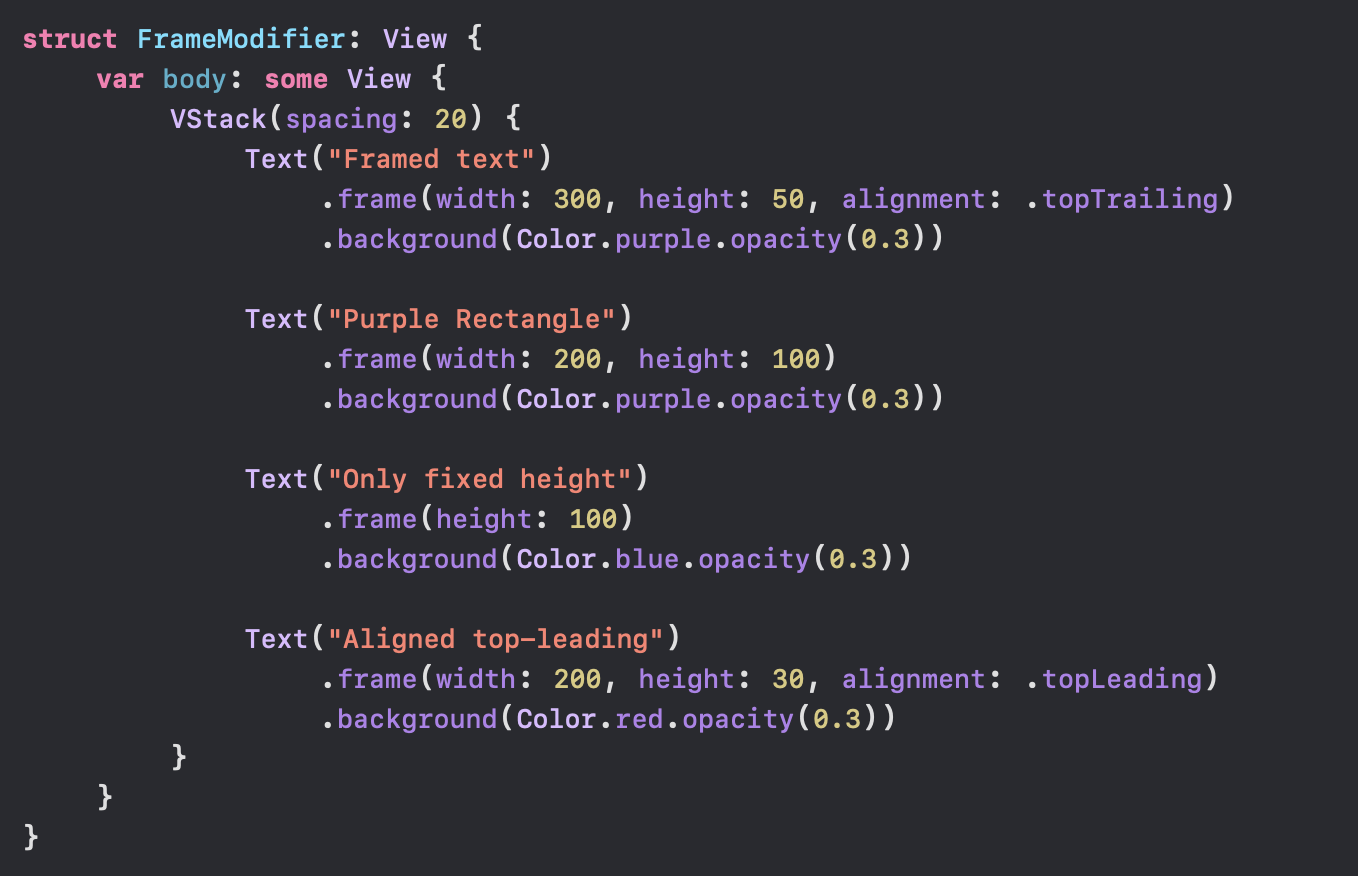 struct FrameModifier: View {
    var body: some View {
        VStack(spacing: 20) {
            Text("Framed text")
                .frame(width: 300, height: 50, alignment: .topTrailing)
                .background(Color.purple.opacity(0.3))

            Text("Purple Rectangle")
                .frame(width: 200, height: 100)
                .background(Color.purple.opacity(0.3))

            Text("Only fixed height")
                .frame(height: 100)
                .background(Color.blue.opacity(0.3))

            Text("Aligned top-leading")
                .frame(width: 200, height: 30, alignment: .topLeading)
                .background(Color.red.opacity(0.3))
        }
    }
}